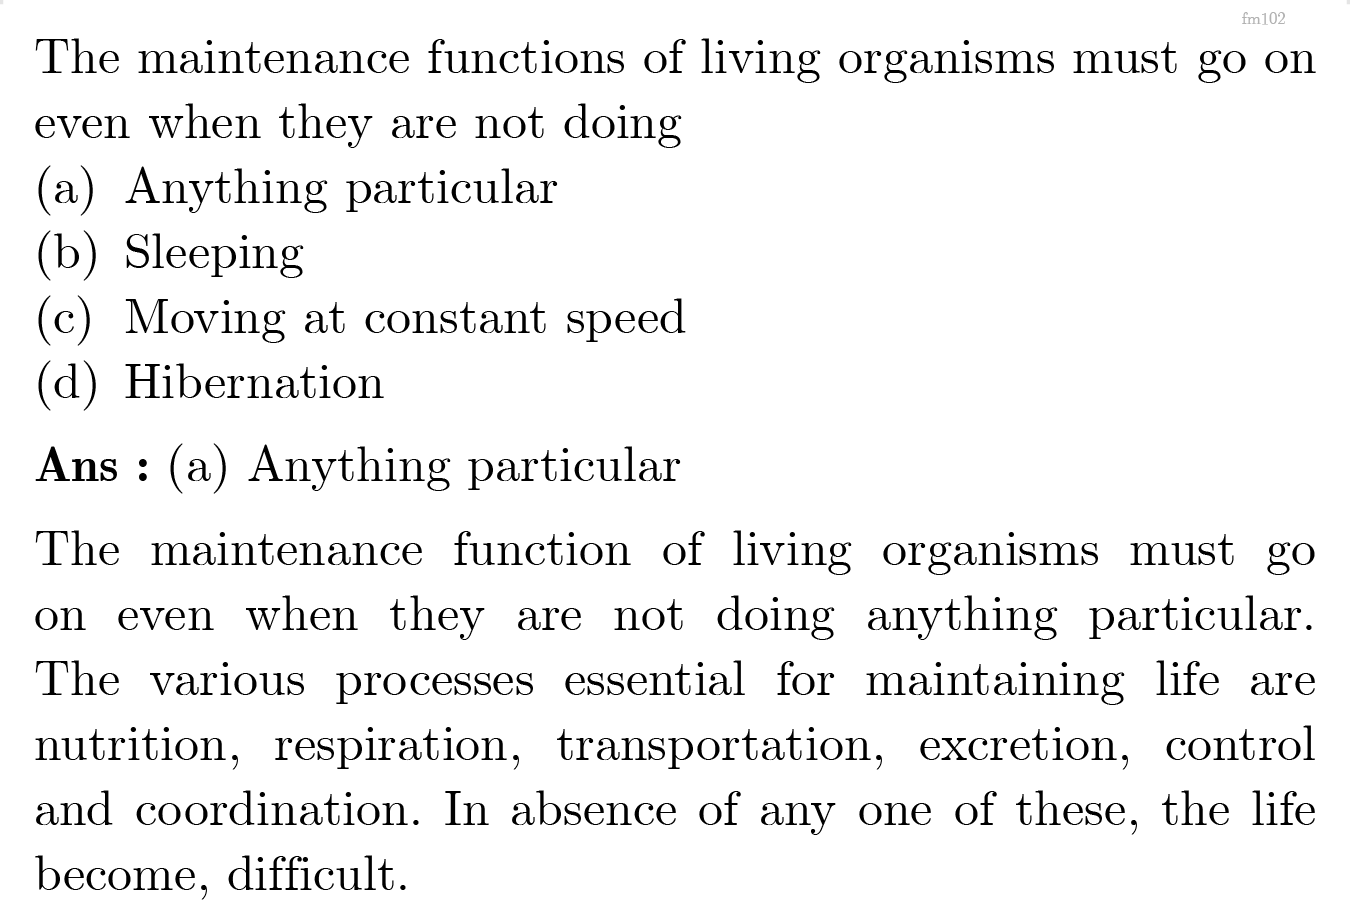 fm102
The maintenance functions of living organisms must go on
even when they are not doing
(a) Anything particular
(b) Sleeping
(c) Moving at constant speed
(d) Hibernation
Ans : (a) Anything particular
The maintenance function of living organisms must go
on even when they are not doing anything particular.
The various processes essential for maintaining life are
nutrition, respiration, transportation, excretion, control
and coordination. In absence of any one of these, the life
become, difficult.